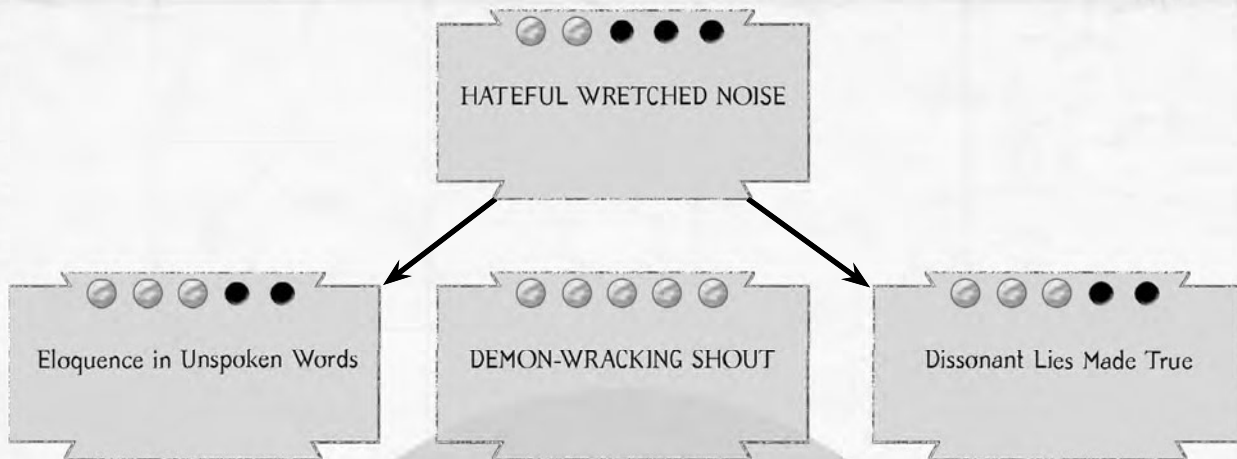 HATEFUL WRETCHED NOISE
Eloquence in Unspoken Words
DEMON-WRACKING SHOUT
Dissonant Lies Made True